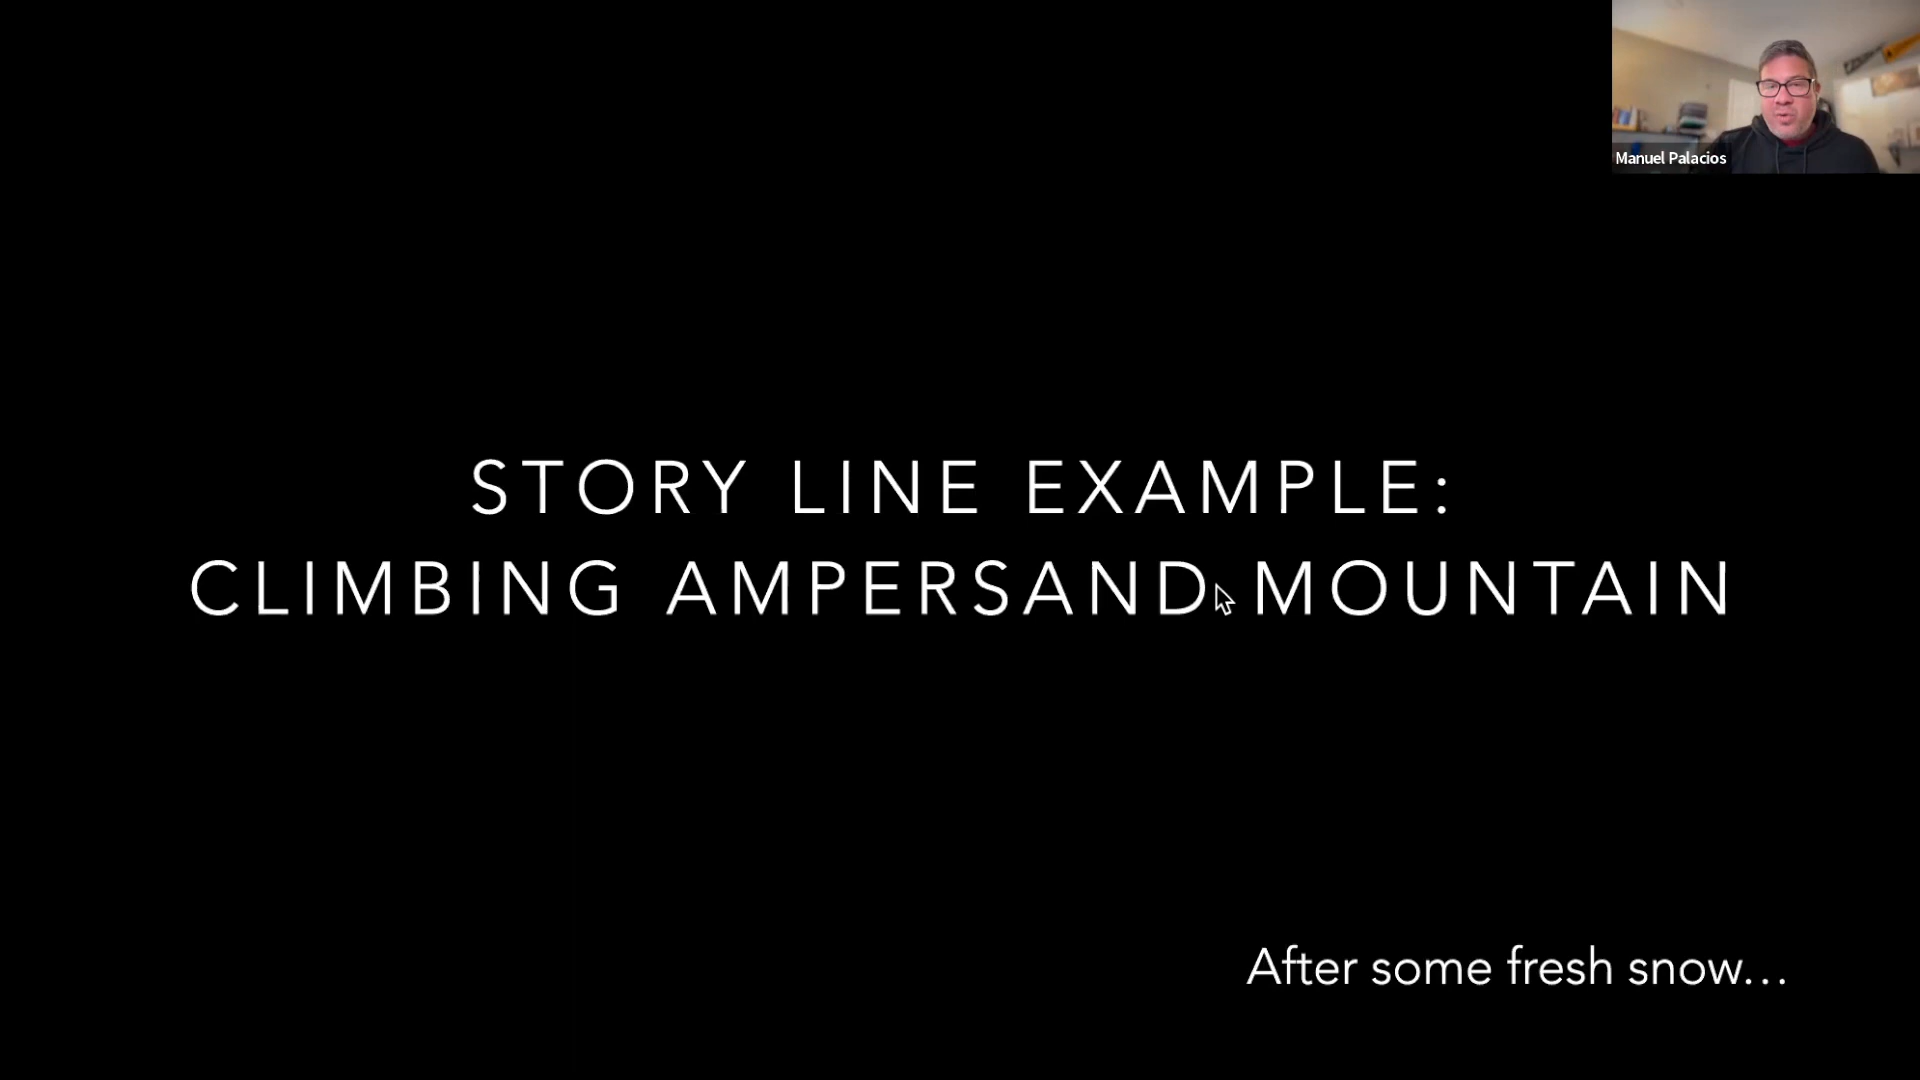 Manuel Palacios
STORY LINE EXAMPLE:
CLIMBING AMPERSAND MOUNTAIN
After some fresh snow...